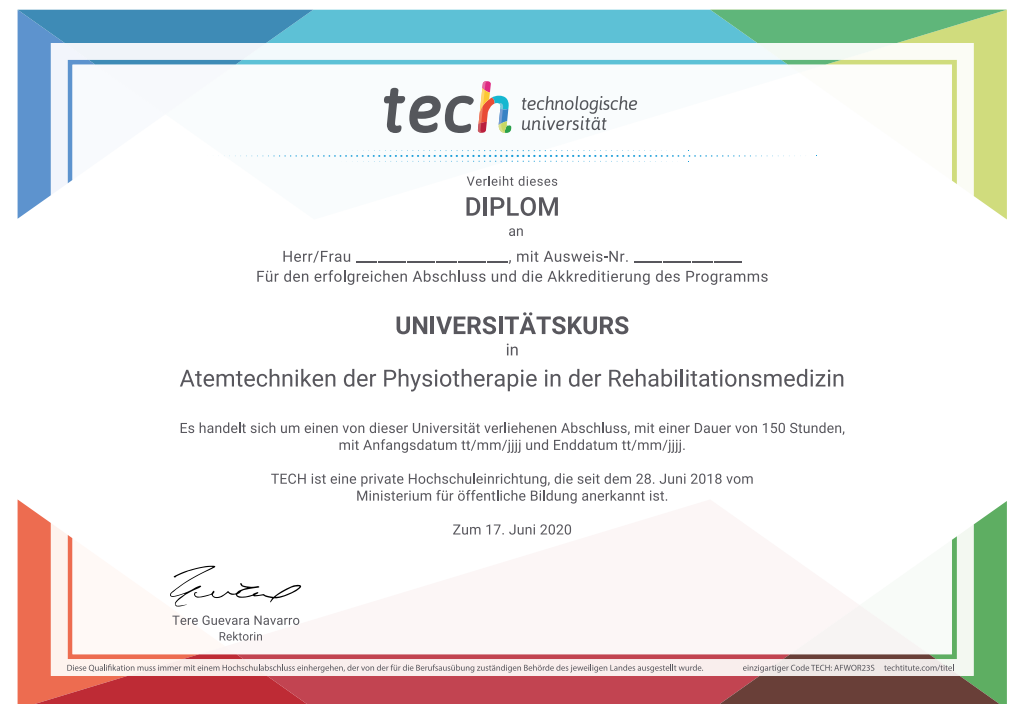 tech technologische
universität
Verleiht dieses
DIPLOM
an
Herr/Frau ______________, mit Ausweis-Nr. __________
Für den erfolgreichen Abschluss und die Akkreditierung des Programms
UNIVERSITÄTSKURS
in
Atemtechniken der Physiotherapie in der Rehabilitationsmedizin
Es handelt sich um einen von dieser Universität verliehenen Abschluss, mit einer Dauer von 150 Stunden,
mit Anfangsdatum tt/mm/jjjj und Enddatum tt/mm/jjjj.
TECH ist eine private Hochschuleinrichtung, die seit dem 28. Juni 2018 vom
Ministerium für öffentliche Bildung anerkannt ist.
Zum 17. Juni 2020
Tere Guevara Navarro
Rektorin
Diese Qualifikation muss immer mit einem Hochschulabschluss einhergehen, der von der für die Berufsausübung zuständigen Behörde des jeweiligen Landes ausgestellt wurde. einzigartiger Code TECH: AFWOR23S techtitute.com/titel